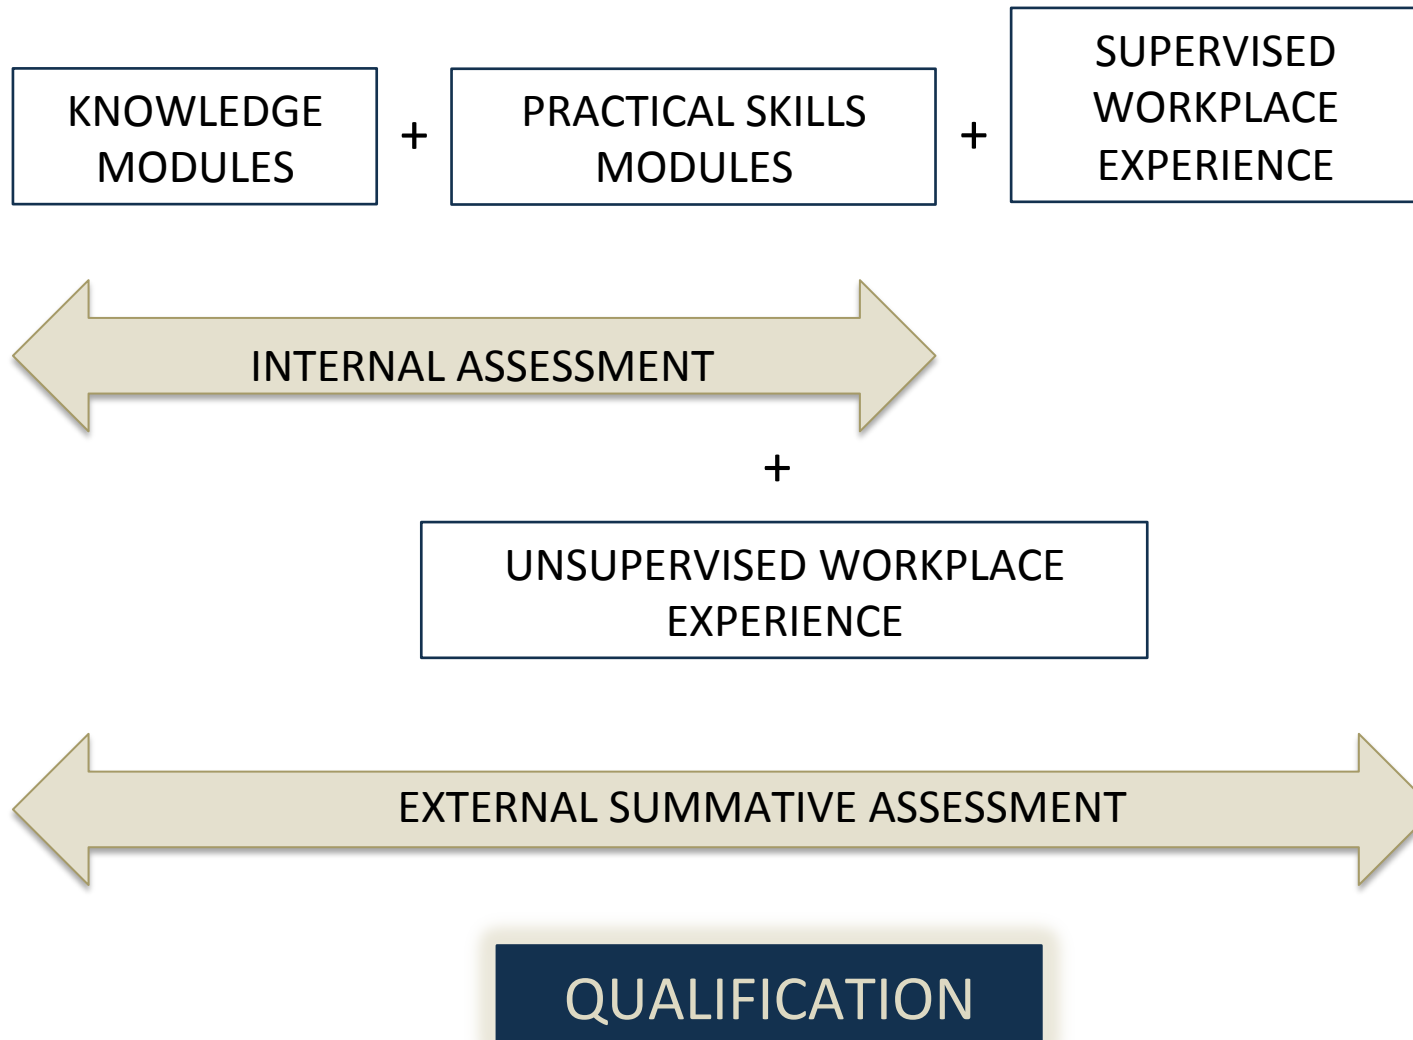 KNOWLEDGE
MODULES
+
PRACTICAL SKILLS
MODULES
+
SUPERVISED
WORKPLACE
EXPERIENCE
INTERNAL ASSESSMENT
+
UNSUPERVISED WORKPLACE
EXPERIENCE
EXTERNAL SUMMATIVE ASSESSMENT
QUALIFICATION